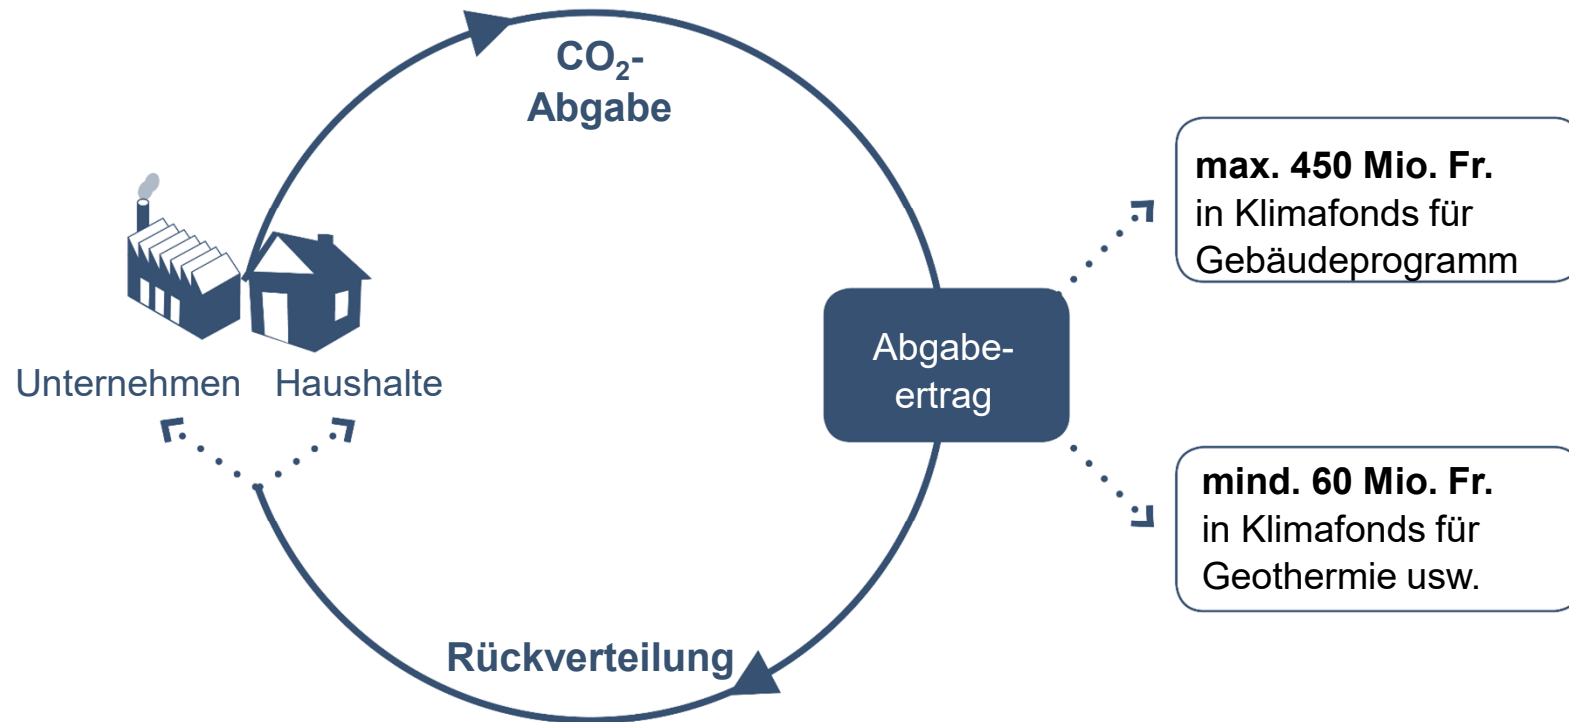 CO₂-
Abgabe
Unternehmen Haushalte
Abgabe-
ertrag
max. 450 Mio. Fr.
in Klimafonds für
Gebäudeprogramm
mind. 60 Mio. Fr.
in Klimafonds für
Geothermie usw.
Rückverteilung